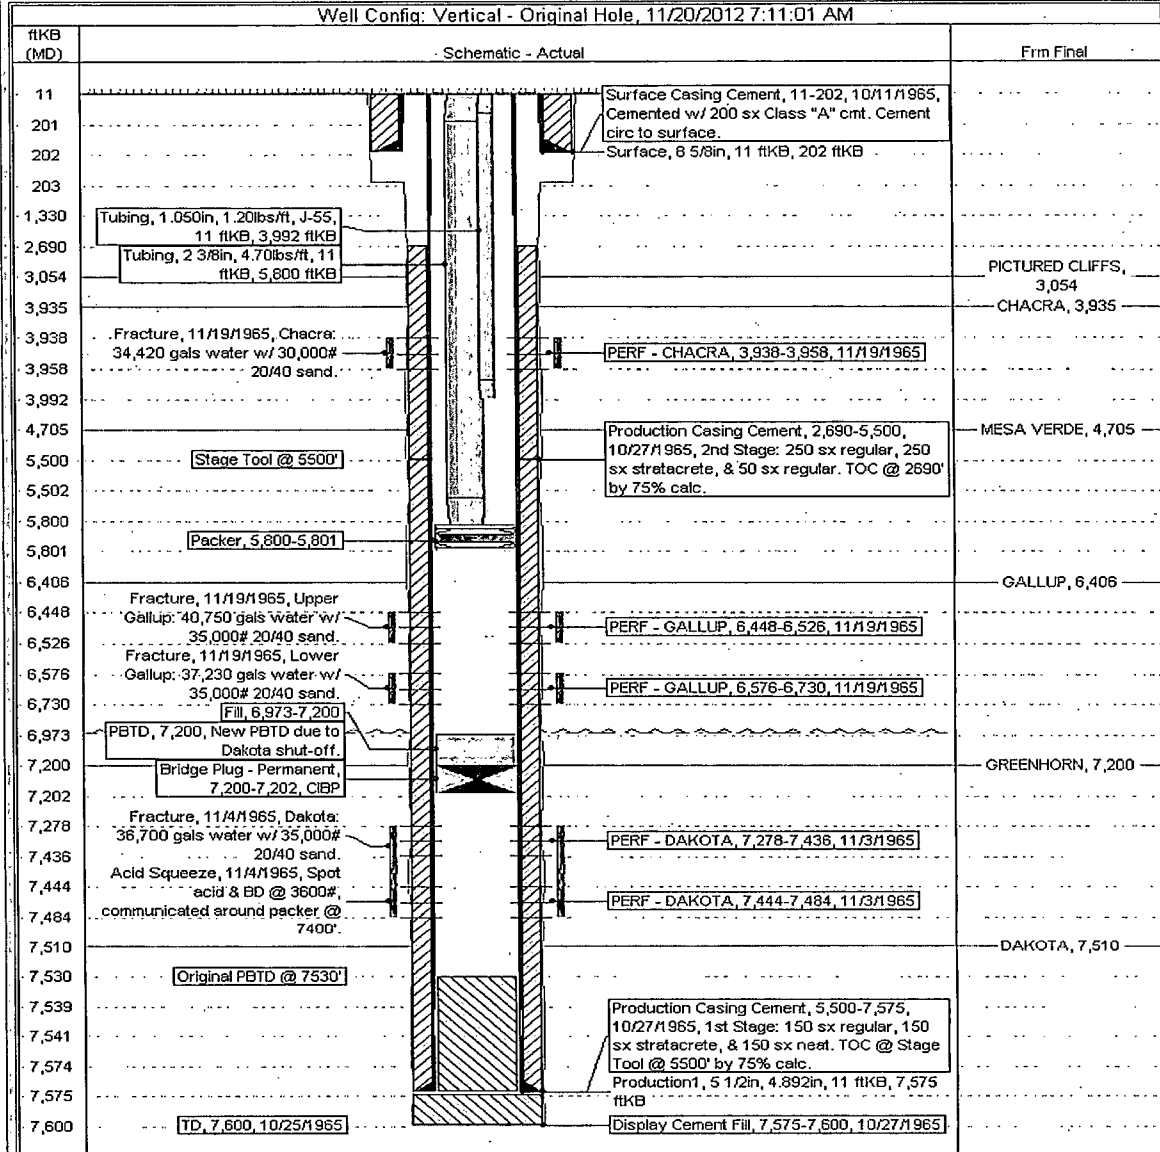 Well Config: Vertical - Original Hole, 11/20/2012 7:11:01 AM
ftKB
(MD)
Schematic - Actual
Frm Final
11
201
202
203
1,330
2,690
3,054
3,935
3,938
3,958
3,992
4,705
5,500
5,502
5,800
5,801
6,406
6,448
6,526
6,576
6,730
6,973
7,200
7,202
7,278
7,436
7,444
7,484
7,510
7,530
7,539
7,541
7,574
7,575
7,600
Tubing, 1.050in, 1.20lbs/ft, J-55,
11 ftKB, 3,992 ftKB
Tubing, 2 3/8in, 4.70lbs/ft, 11
ftKB, 5,800 ftKB
Fracture, 11/19/1965, Chacra:
34,420 gals water w/ 30,000#
20/40 sand.
Stage Tool @ 5500'
Packer, 5,800-5,801
Fracture, 11/19/1965, Upper
Gallup: 40,750 gals water w/
35,000# 20/40 sand.
Fracture, 11/19/1965, Lower
Gallup: 37,230 gals water w/
35,000# 20/40 sand.
Fill, 6,973-7,200
PBTD, 7,200, New PBTD due to
Dakota shut-off.
Bridge Plug - Permanent,
7,200-7,202, CIBP
Fracture, 11/4/1965, Dakota:
36,700 gals water w/ 35,000#
20/40 sand.
Acid Squeeze, 11/4/1965, Spot
acid & BD @ 3600#,
communicated around packer @
7400'.
Original PBTD @ 7530'
TD, 7,600, 10/25/1965
Surface Casing Cement, 11-202, 10/11/1965,
Cemented w/ 200 sx Class "A" cmt. Cement
circ to surface.
Surface, 8 5/8in, 11 ftKB, 202 ftKB
PERF - CHACRA, 3,938-3,958, 11/19/1965
Production Casing Cement, 2,690-5,500,
10/27/1965, 2nd Stage: 250 sx regular, 250
sx stratacrete, & 50 sx regular. TOC @ 2690'
by 75% calc.
PERF - GALLUP, 6,448-6,526, 11/19/1965
PERF - GALLUP, 6,576-6,730, 11/19/1965
PERF - DAKOTA, 7,278-7,436, 11/3/1965
PERF - DAKOTA, 7,444-7,484, 11/3/1965
Production Casing Cement, 5,500-7,575,
10/27/1965, 1st Stage: 150 sx regular, 150
sx stratacrete, & 150 sx neat. TOC @ Stage
Tool @ 5500' by 75% calc.
Production1, 5 1/2in, 4.892in, 11 ftKB, 7,575
ftKB
Display Cement Fill, 7,575-7,600, 10/27/1965
PICTURED CLIFFS,
3,054
CHACRA, 3,935
MESA VERDE, 4,705
GALLUP, 6,406
GREENHORN, 7,200
DAKOTA, 7,510